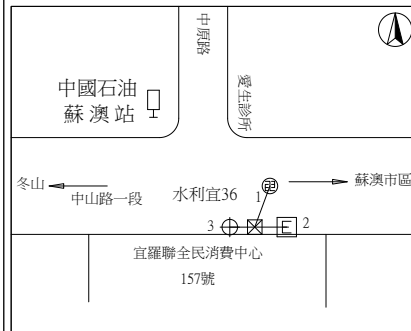 中原路
中國石油
蘇澳站
愛生診所
冬山
中山路一段
水利宜36
蘇澳市區
1
3
2
宜羅聯全民消費中心
157號